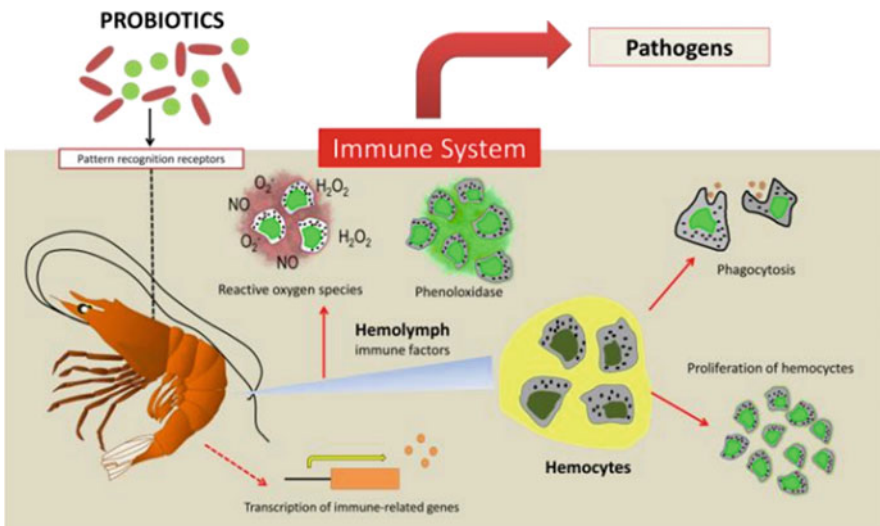 PROBIOTICS
Pathogens
Immune System
Pattern recognition receptors
O₂⁻
H₂O₂
NO
O₂⁻
H₂O₂
NO
Reactive oxygen species
Phenoloxidase
Phagocytosis
Hemolymph
immune factors
Proliferation of hemocyctes
Hemocytes
Transcription of immune-related genes